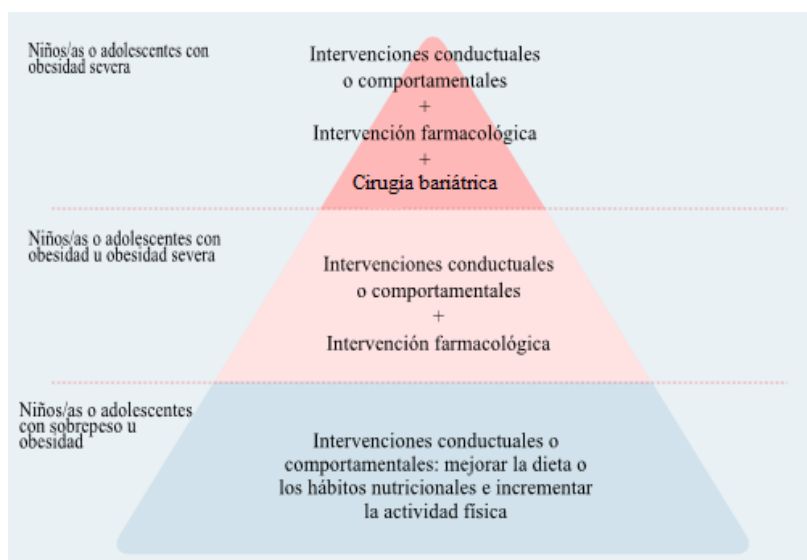 Niños/as o adolescentes con
obesidad severa
Intervenciones conductuales
o comportamentales
+
Intervención farmacológica
+
Cirugia bariátrica
Niños/as o adolescentes con
obesidad u obesidad severa
Intervenciones conductuales
o comportamentales
+
Intervención farmacológica
Niños/as o adolescentes
con sobrepeso u
obesidad
Intervenciones conductuales o
comportamentales: mejorar la dieta o
los hábitos nutricionales e incrementar
la actividad física